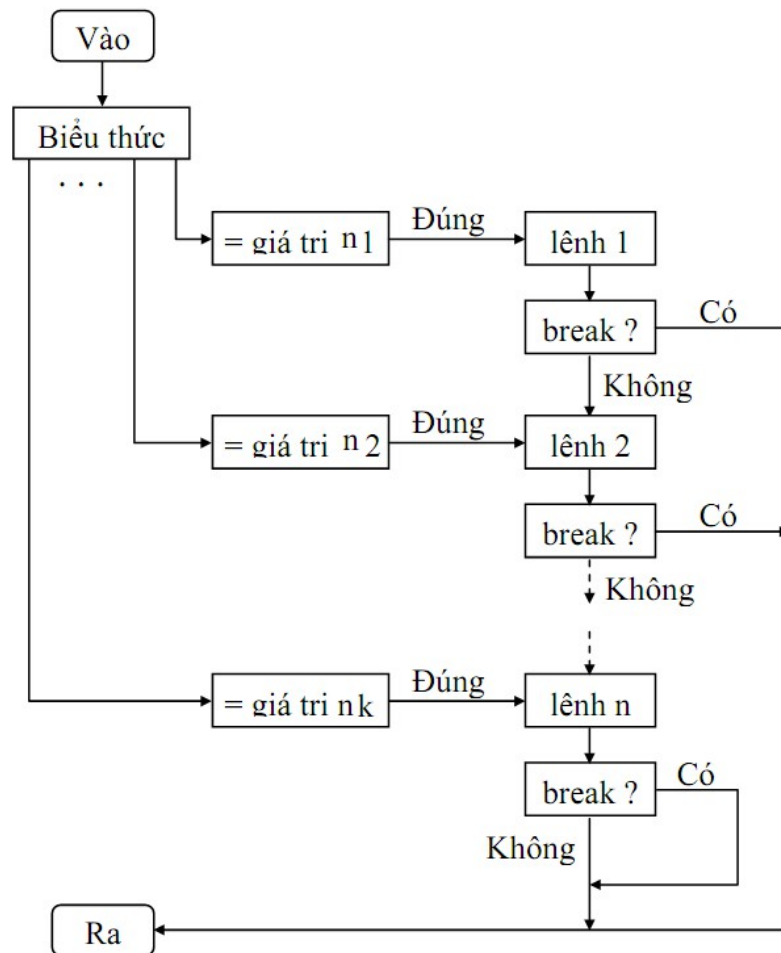 Vào
Biểu thức
. . .
= giá tri n1
Đúng
lênh 1
break ?
Có
Không
= giá tri n2
Đúng
lênh 2
break ?
Có
Không
= giá tri nk
Đúng
lênh n
break ?
Có
Không
Ra